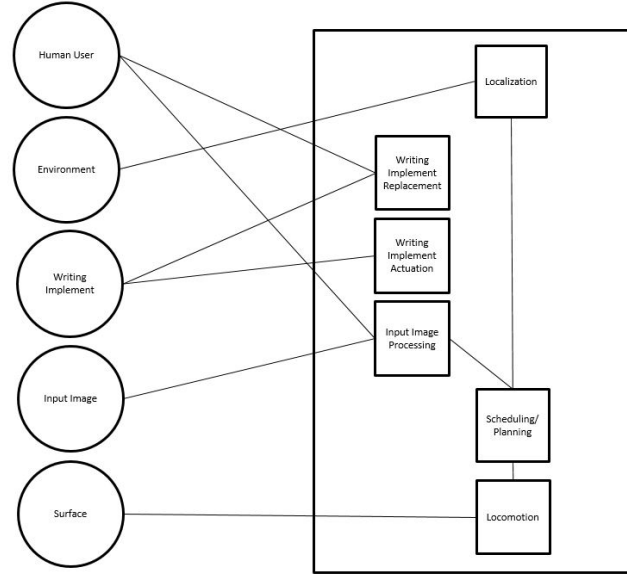 Human User
Environment
Writing
Implement
Input Image
Surface
Localization
Writing
Implement
Replacement
Writing
Implement
Actuation
Input Image
Processing
Scheduling/
Planning
Locomotion